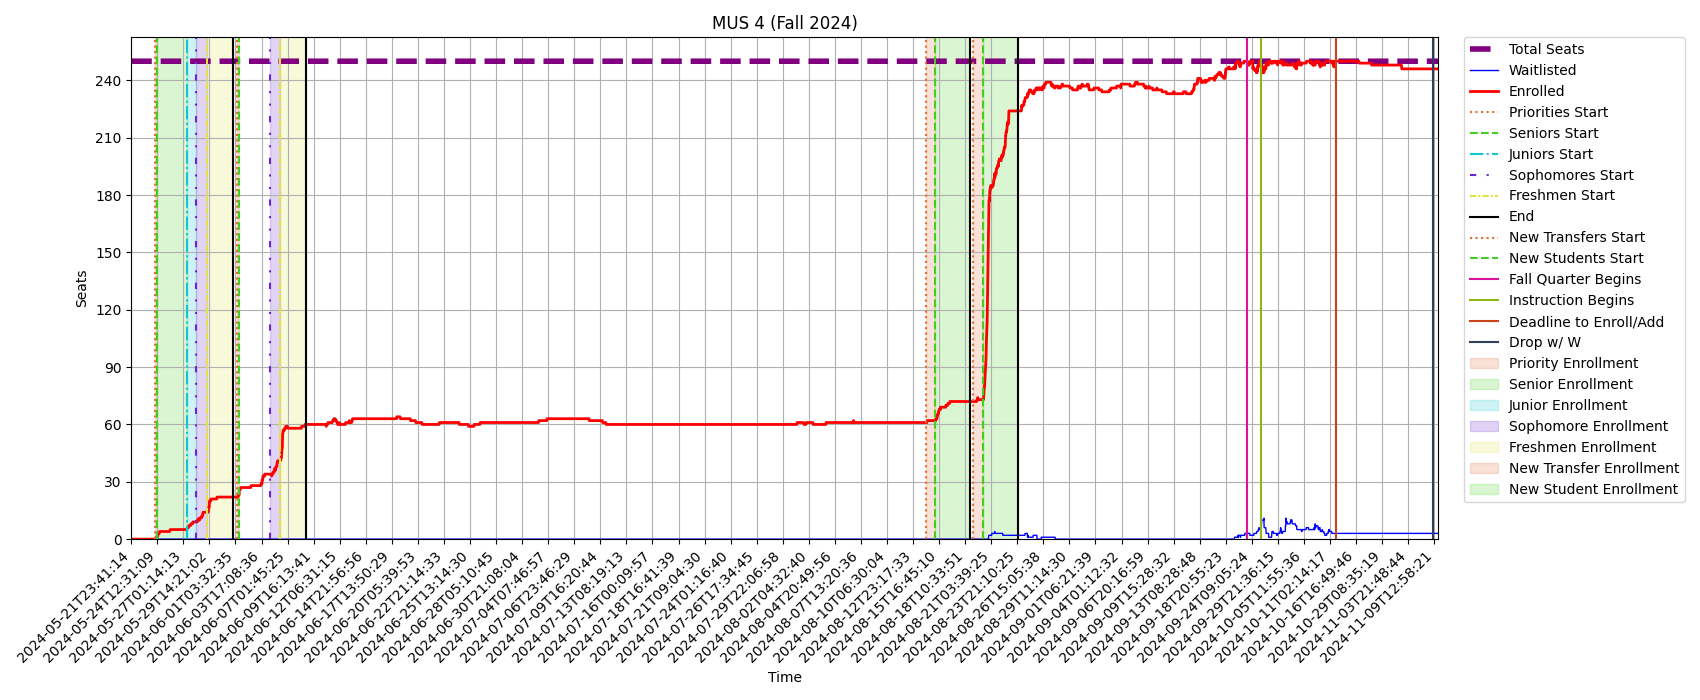 MUS 4 (Fall 2024)
Seats
240
210
180
150
120
90
60
30
0
2024-05-21T23:41:14
2024-05-24T12:31:09
2024-05-27T01:14:13
2024-05-29T14:21:02
2024-06-01T03:32:35
2024-06-03T17:08:36
2024-06-07T01:45:23
2024-06-09T16:13:41
2024-06-12T06:31:15
2024-06-14T21:56:56
2024-06-17T13:50:29
2024-06-20T05:39:53
2024-06-22T21:14:33
2024-06-25T13:14:30
2024-06-28T05:10:45
2024-06-30T21:08:04
2024-07-04T07:46:57
2024-07-06T23:46:29
2024-07-09T16:20:44
2024-07-13T08:19:13
2024-07-16T00:09:57
2024-07-18T16:41:39
2024-07-21T09:04:30
2024-07-24T01:16:40
2024-07-26T17:34:45
2024-07-29T22:06:58
2024-08-02T04:32:40
2024-08-04T20:49:56
2024-08-07T13:20:36
2024-08-10T06:30:04
2024-08-12T23:17:33
2024-08-15T16:45:10
2024-08-18T10:33:51
2024-08-21T03:39:25
2024-08-23T21:10:23
2024-08-26T15:05:38
2024-08-29T11:14:30
2024-09-01T06:21:39
2024-09-04T01:12:32
2024-09-06T20:16:59
2024-09-09T15:28:32
2024-09-13T08:28:48
2024-09-18T20:55:23
2024-09-24T09:05:24
2024-09-29T21:36:15
2024-10-05T11:55:36
2024-10-11T02:14:17
2024-10-16T16:49:46
2024-10-29T08:35:19
2024-11-03T21:48:44
2024-11-09T12:58:21
Time
Total Seats
Waitlisted
Enrolled
Priorities Start
Seniors Start
Juniors Start
Sophomores Start
Freshmen Start
End
New Transfers Start
New Students Start
Fall Quarter Begins
Instruction Begins
Deadline to Enroll/Add
Drop w/ W
Priority Enrollment
Senior Enrollment
Junior Enrollment
Sophomore Enrollment
Freshmen Enrollment
New Transfer Enrollment
New Student Enrollment